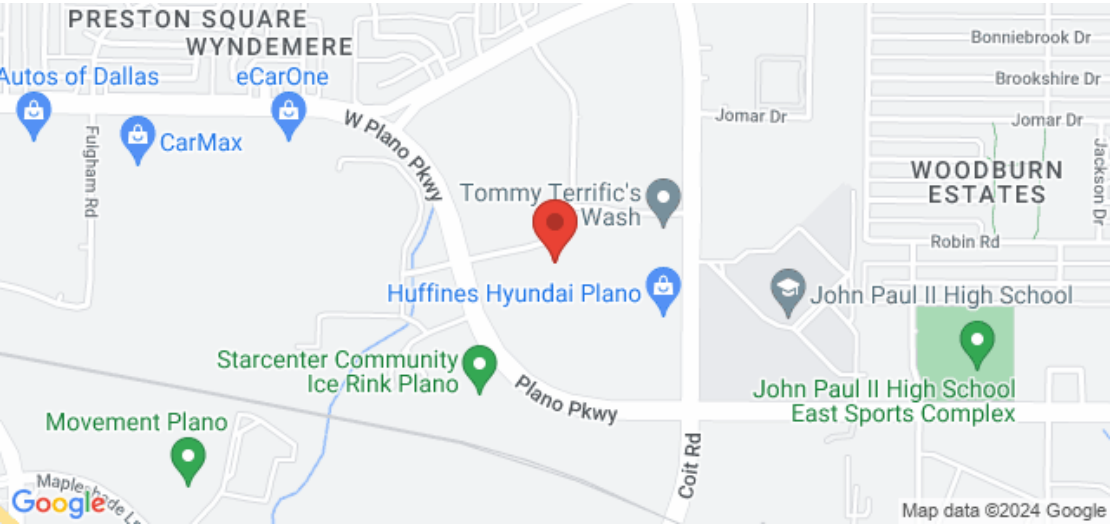 PRESTON SQUARE
WYNDEMERE
Bonniebrook Dr
Autos of Dallas
eCarOne
Brookshire Dr
CarMax
W Plano Pkwy
Jomar Dr
Jomar Dr
Fulgham Rd
Jackson Dr
WOODBURN
ESTATES
Tommy Terrific's
Wash
Robin Rd
Huffines Hyundai Plano
John Paul II High School
Starcenter Community
Ice Rink Plano
Plano Pkwy
John Paul II High School
East Sports Complex
Movement Plano
Coit Rd
Mapleshade Ln
Google
Map data ©2024 Google